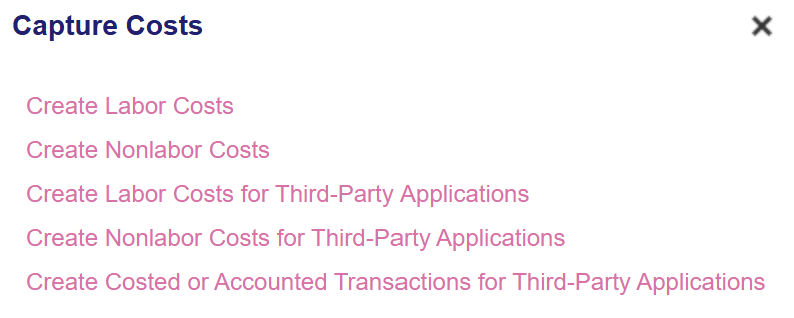 Capture Costs
Create Labor Costs
Create Nonlabor Costs
Create Labor Costs for Third-Party Applications
Create Nonlabor Costs for Third-Party Applications
Create Costed or Accounted Transactions for Third-Party Applications